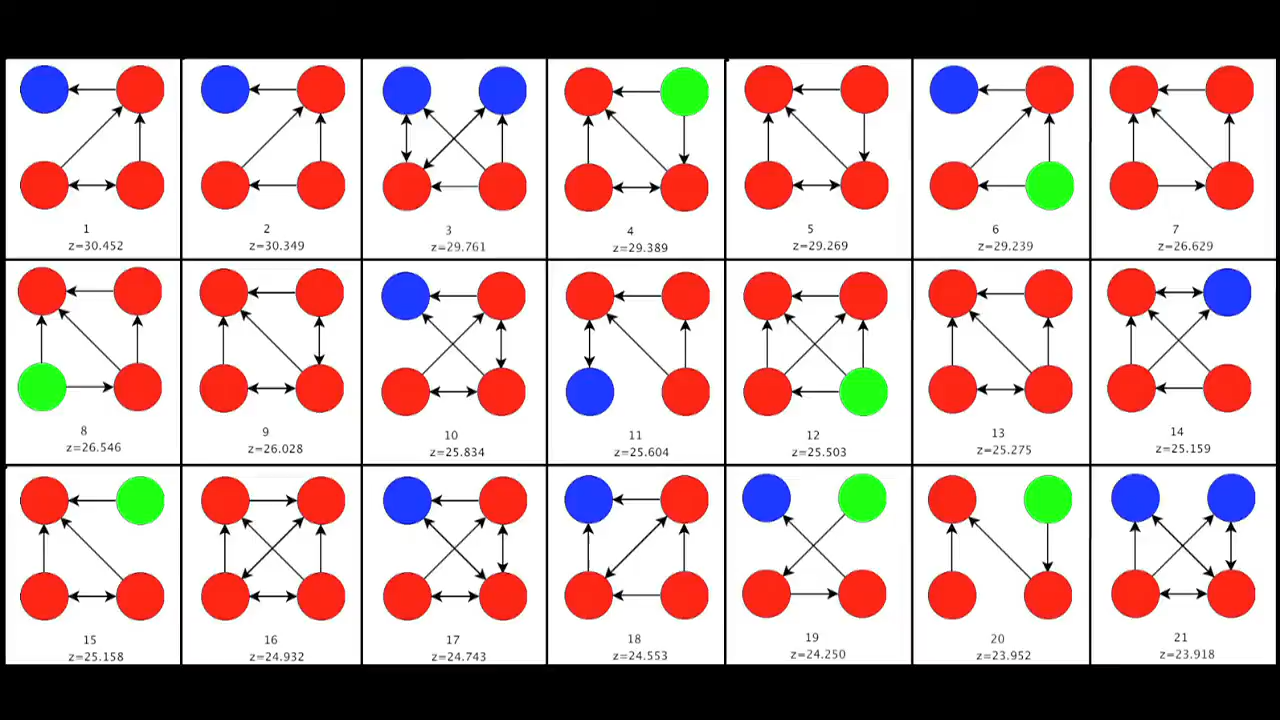 1
z=30.452
2
z=30.349
3
z=29.761
4
z=29.389
5
z=29.269
6
z=29.239
7
z=26.629
8
z=26.546
9
z=26.028
10
z=25.834
11
z=25.604
12
z=25.503
13
z=25.275
14
z=25.159
15
z=25.158
16
z=24.932
17
z=24.743
18
z=24.553
19
z=24.250
20
z=23.952
21
z=23.918